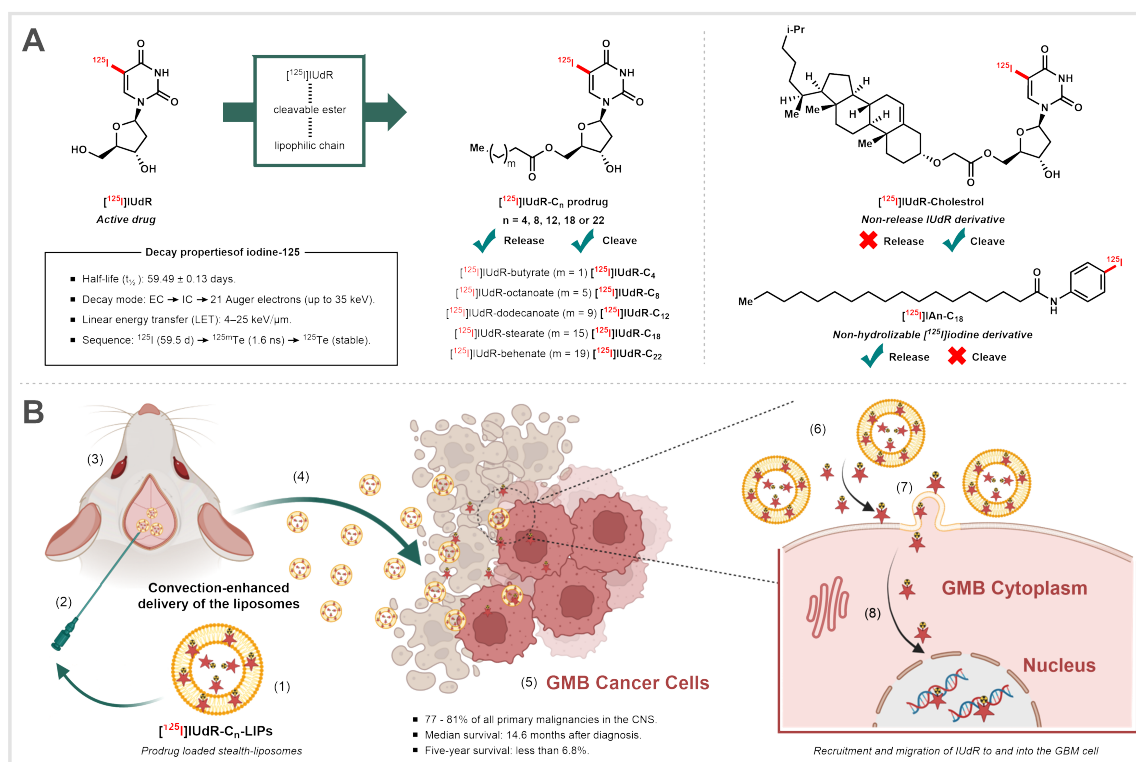 A
125I
O
NH
N
O
O
HO
OH
[125I]IUdR
Active drug
[125I]IUdR
cleavable ester
lipophilic chain
125I
O
NH
N
O
O
Me
m
O
O
OH
[125I]IUdR-Cn prodrug
n = 4, 8, 12, 18 or 22
Release Cleave
[125I]IUdR-butyrate (m = 1) [125I]IUdR-C4
[125I]IUdR-octanoate (m = 5) [125I]IUdR-C8
[125I]IUdR-dodecanoate (m = 9) [125I]IUdR-C12
[125I]IUdR-stearate (m = 15) [125I]IUdR-C18
[125I]IUdR-behenate (m = 19) [125I]IUdR-C22
Decay propertiesof iodine-125
Half-life (t½ ): 59.49 ± 0.13 days.
Decay mode: EC → IC → 21 Auger electrons (up to 35 keV).
Linear energy transfer (LET): 4–25 keV/µm.
Sequence: 125I (59.5 d) → 125mTe (1.6 ns) → 125Te (stable).
i-Pr
H
Me
Me
H
H
H
Me
O
O
O
125I
O
NH
N
O
O
OH
[125I]IUdR-Cholestrol
Non-release IUdR derivative
Release Cleave
125I
O
Me
N
H
[125I]IAn-C18
Non-hydrolizable [125I]iodine derivative
Release Cleave
B
(3)
(4)
(2)
Convection-enhanced
delivery of the liposomes
(1)
[125I]IUdR-Cn-LIPs
Prodrug loaded stealth-liposomes
(5) GMB Cancer Cells
77 - 81% of all primary malignancies in the CNS.
Median survival: 14.6 months after diagnosis.
Five-year survival: less than 6.8%.
(6)
(7)
GMB Cytoplasm
(8)
Nucleus
Recruitment and migration of IUdR to and into the GBM cell